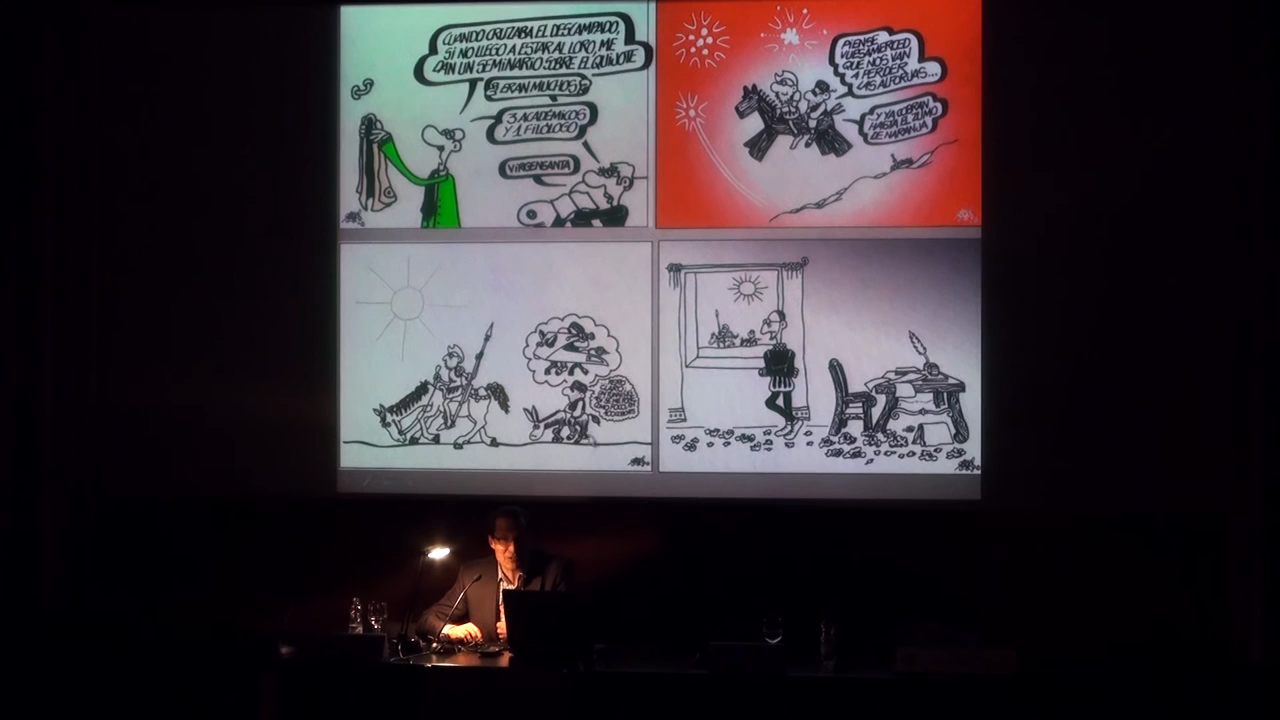 CUANDO CRUZABA EL DESCAMPADO,
SI NO LLEGO A ESTAR AL LORO, ME
DAN UN SEMINARIO SOBRE EL QUIJOTE
¿ERAN MUCHOS?
3 ACADÉMICOS
Y 1 FILÓLOGO
VIRGENSANTA
PIENSE
VUESAMERCED
QUE NOS VAN
A PERDER
LAS ALFORJAS...
...Y YA COBRAN
HASTA EL ZUMO
DE NARANJA